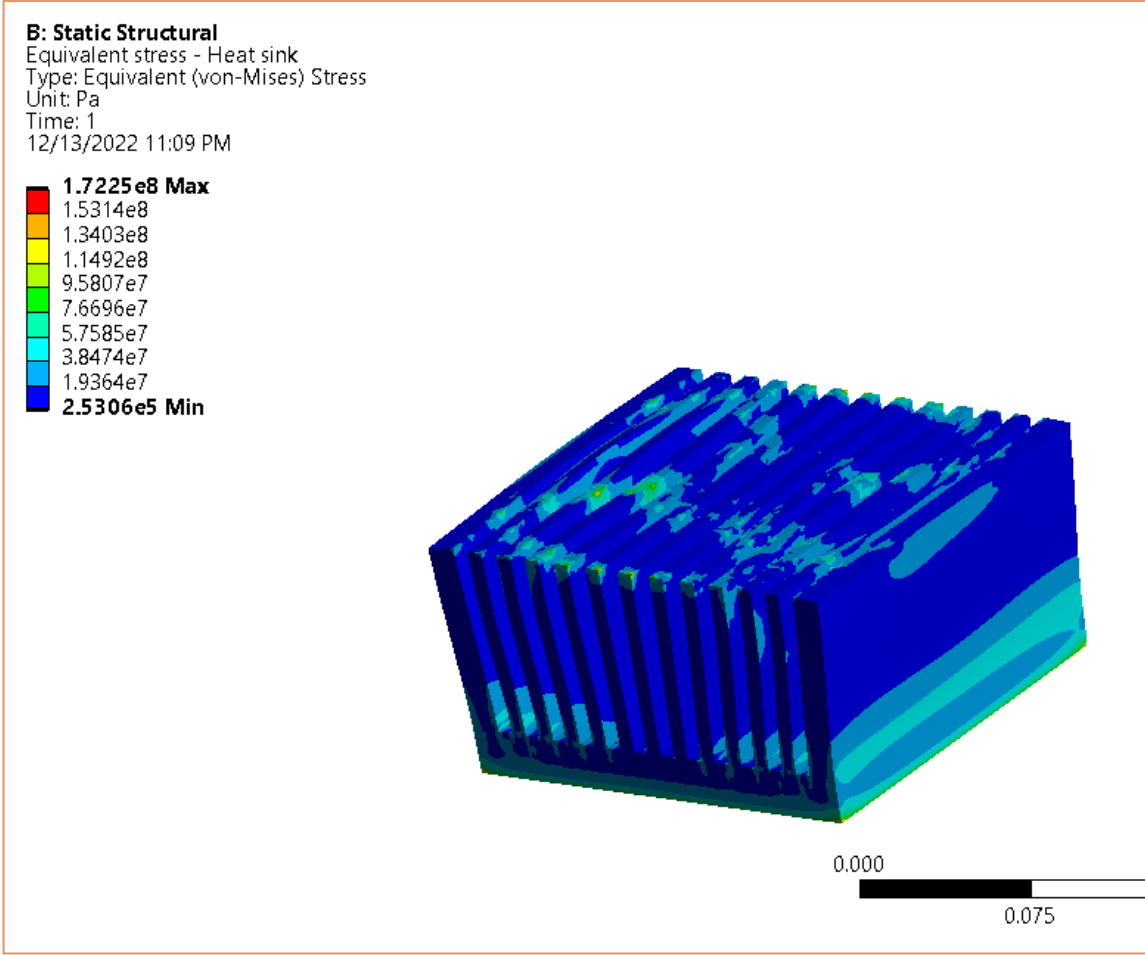 B: Static Structural
Equivalent stress - Heat sink
Type: Equivalent (von-Mises) Stress
Unit: Pa
Time: 1
12/13/2022 11:09 PM
1.7225e8 Max
1.5314e8
1.3403e8
1.1492e8
9.5807e7
7.6696e7
5.7585e7
3.8474e7
1.9364e7
2.5306e5 Min
0.000
0.075